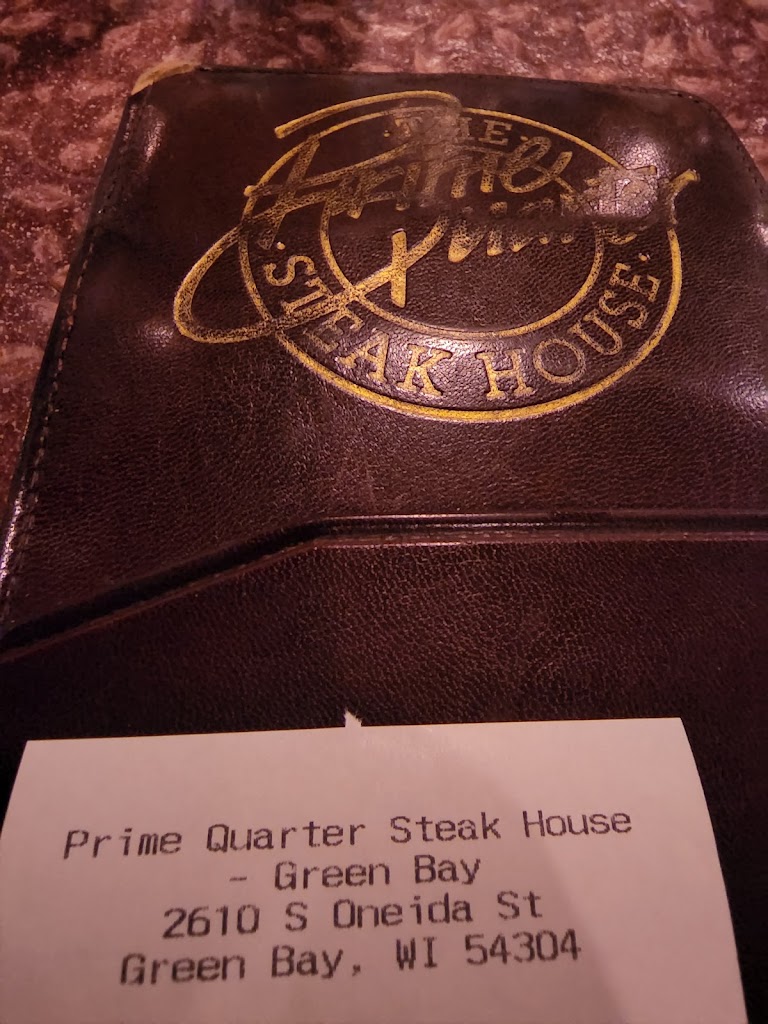 ·THE·
Prime
Quarter
·STEAK HOUSE·
Prime Quarter Steak House
- Green Bay
2610 S Oneida St
Green Bay, WI 54304